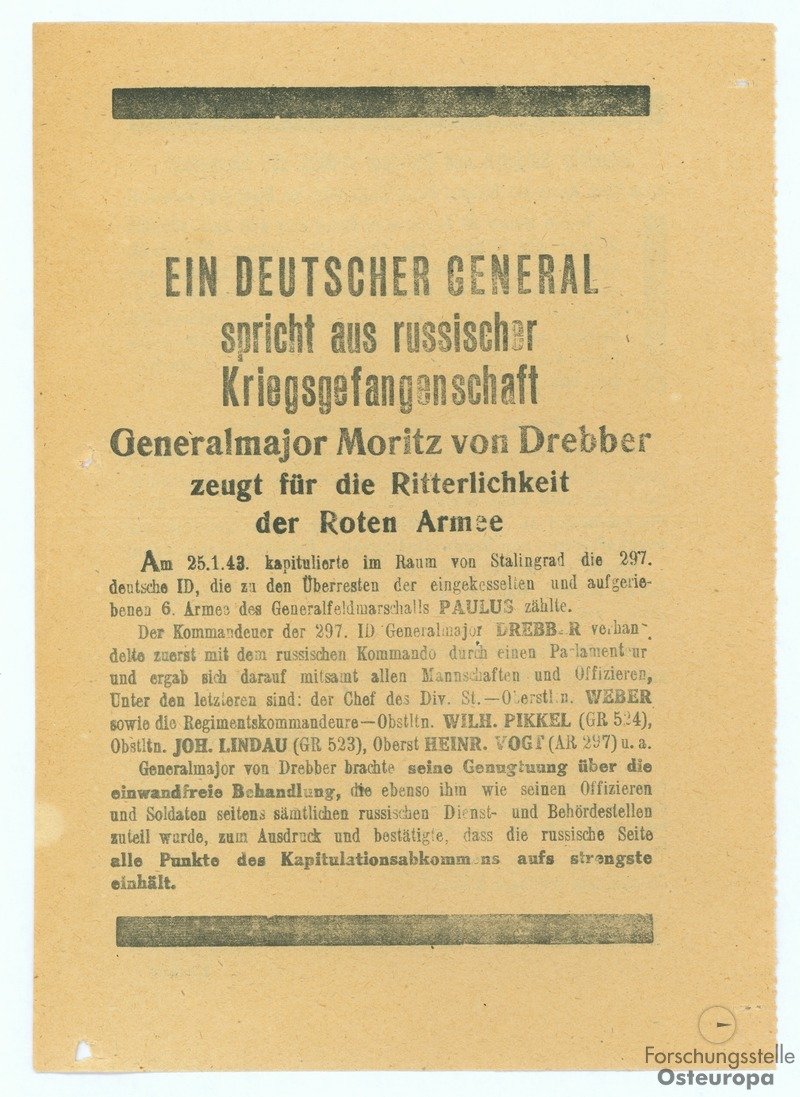 EIN DEUTSCHER GENERAL
spricht aus russischer
Kriegsgefangenschaft
Generalmajor Moritz von Drebber
zeugt für die Ritterlichkeit
der Roten Armee
Am 25.1.43. kapitulierte im Raum von Stalingrad die 297.
deutsche ID, die zu den Überresten der eingekesselten und aufgerie-
benen 6. Armee des Generalfeldmarschalls PAULUS zählte.
Der Kommandeuer der 297. ID Generalmajor DREBBER verhan-
delte zuerst mit dem russischen Kommando durch einen Parlamenteur
und ergab sich darauf mitsamt allen Mannschaften und Offizieren,
Unter den letzieren sind: der Chef des Div. St.—Oberstltn. WEBER
sowie die Regimentskommandeure—Obstltn. WILH. PIKKEL (GR 524),
Obstltn. JOH. LINDAU (GR 523), Oberst HEINR. VOGT (AR 297) u. a.
Generalmajor von Drebber brachte seine Genugtuung über die
einwandfreie Behandlung, die ebenso ihm wie seinen Offizieren
und Soldaten seitens sämtlichen russischen Dienst- und Behördestellen
zuteil wurde, zum Ausdruck und bestätigte, dass die russische Seite
alle Punkte des Kapitulationsabkommens aufs strengste
einhält.
Forschungsstelle
Osteuropa